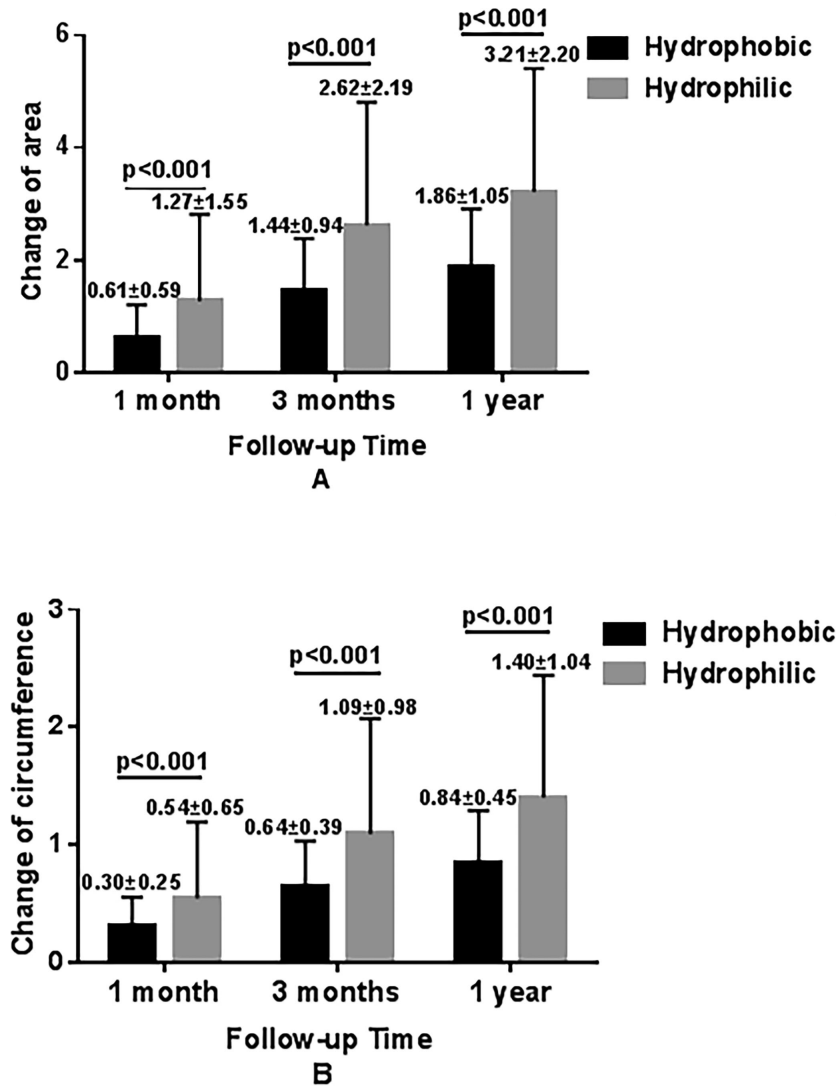 6
4
2
0
Change of area
p<0.001
1.27±1.55
0.61±0.59
p<0.001
2.62±2.19
1.44±0.94
p<0.001
3.21±2.20
1.86±1.05
Hydrophobic
Hydrophilic
1 month
3 months
1 year
Follow-up Time
A
3
2
1
0
Change of circumference
p<0.001
0.54±0.65
0.30±0.25
p<0.001
1.09±0.98
0.64±0.39
p<0.001
1.40±1.04
0.84±0.45
Hydrophobic
Hydrophilic
1 month
3 months
1 year
Follow-up Time
B